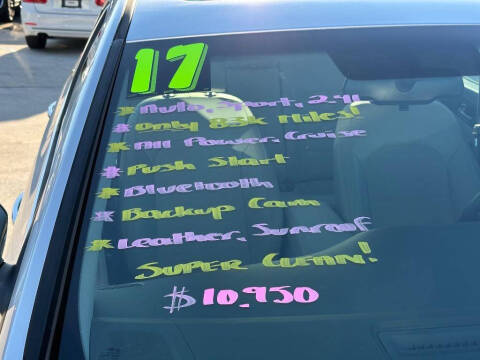 17
* Auto, Sport, 2.4L
* Only 82K Miles!
* All Power, Cruise
* Push Start
* Bluetooth
* Backup Cam
* Leather, Sunroof
Super Clean!
$10,950